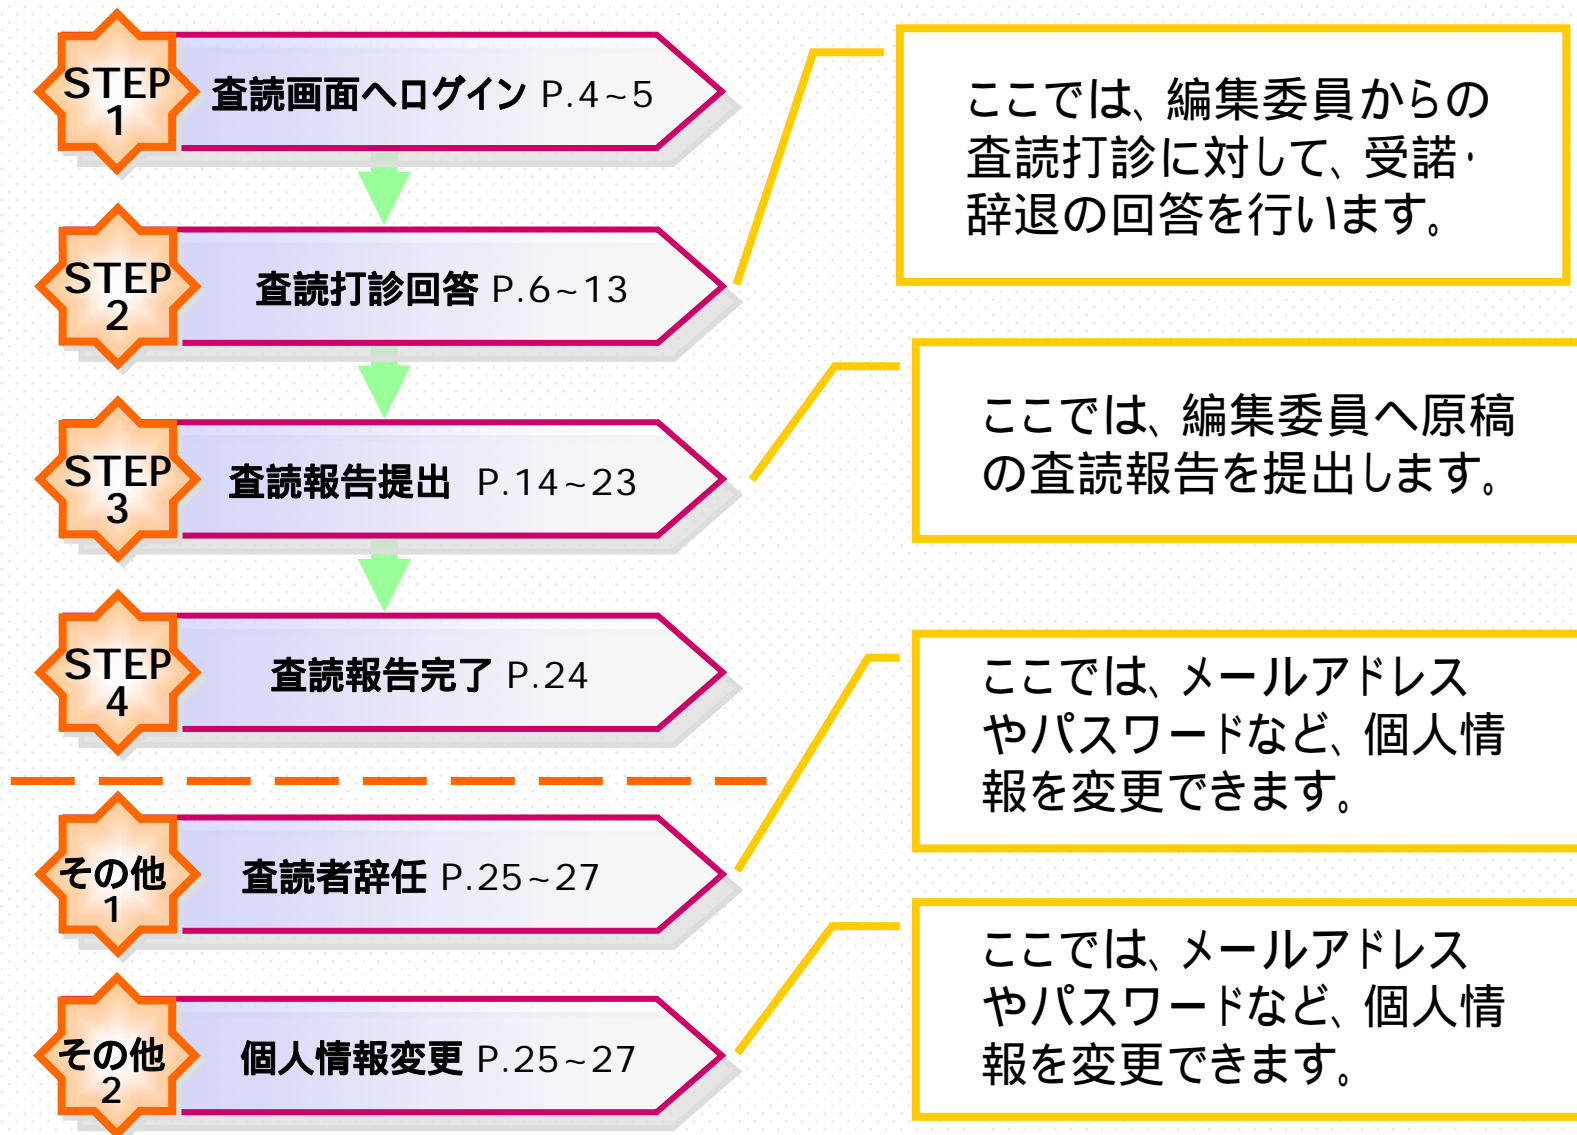 STEP
1
査読画面へログイン P.4~5
ここでは、編集委員からの
査読打診に対して、受諾・
辞退の回答を行います。
STEP
2
査読打診回答 P.6~13
STEP
3
査読報告提出 P.14~23
ここでは、編集委員へ原稿
の査読報告を提出します。
STEP
4
査読報告完了 P.24
ここでは、メールアドレス
やパスワードなど、個人情
報を変更できます。
その他
1
査読者辞任 P.25~27
ここでは、メールアドレス
やパスワードなど、個人情
報を変更できます。
その他
2
個人情報変更 P.25~27